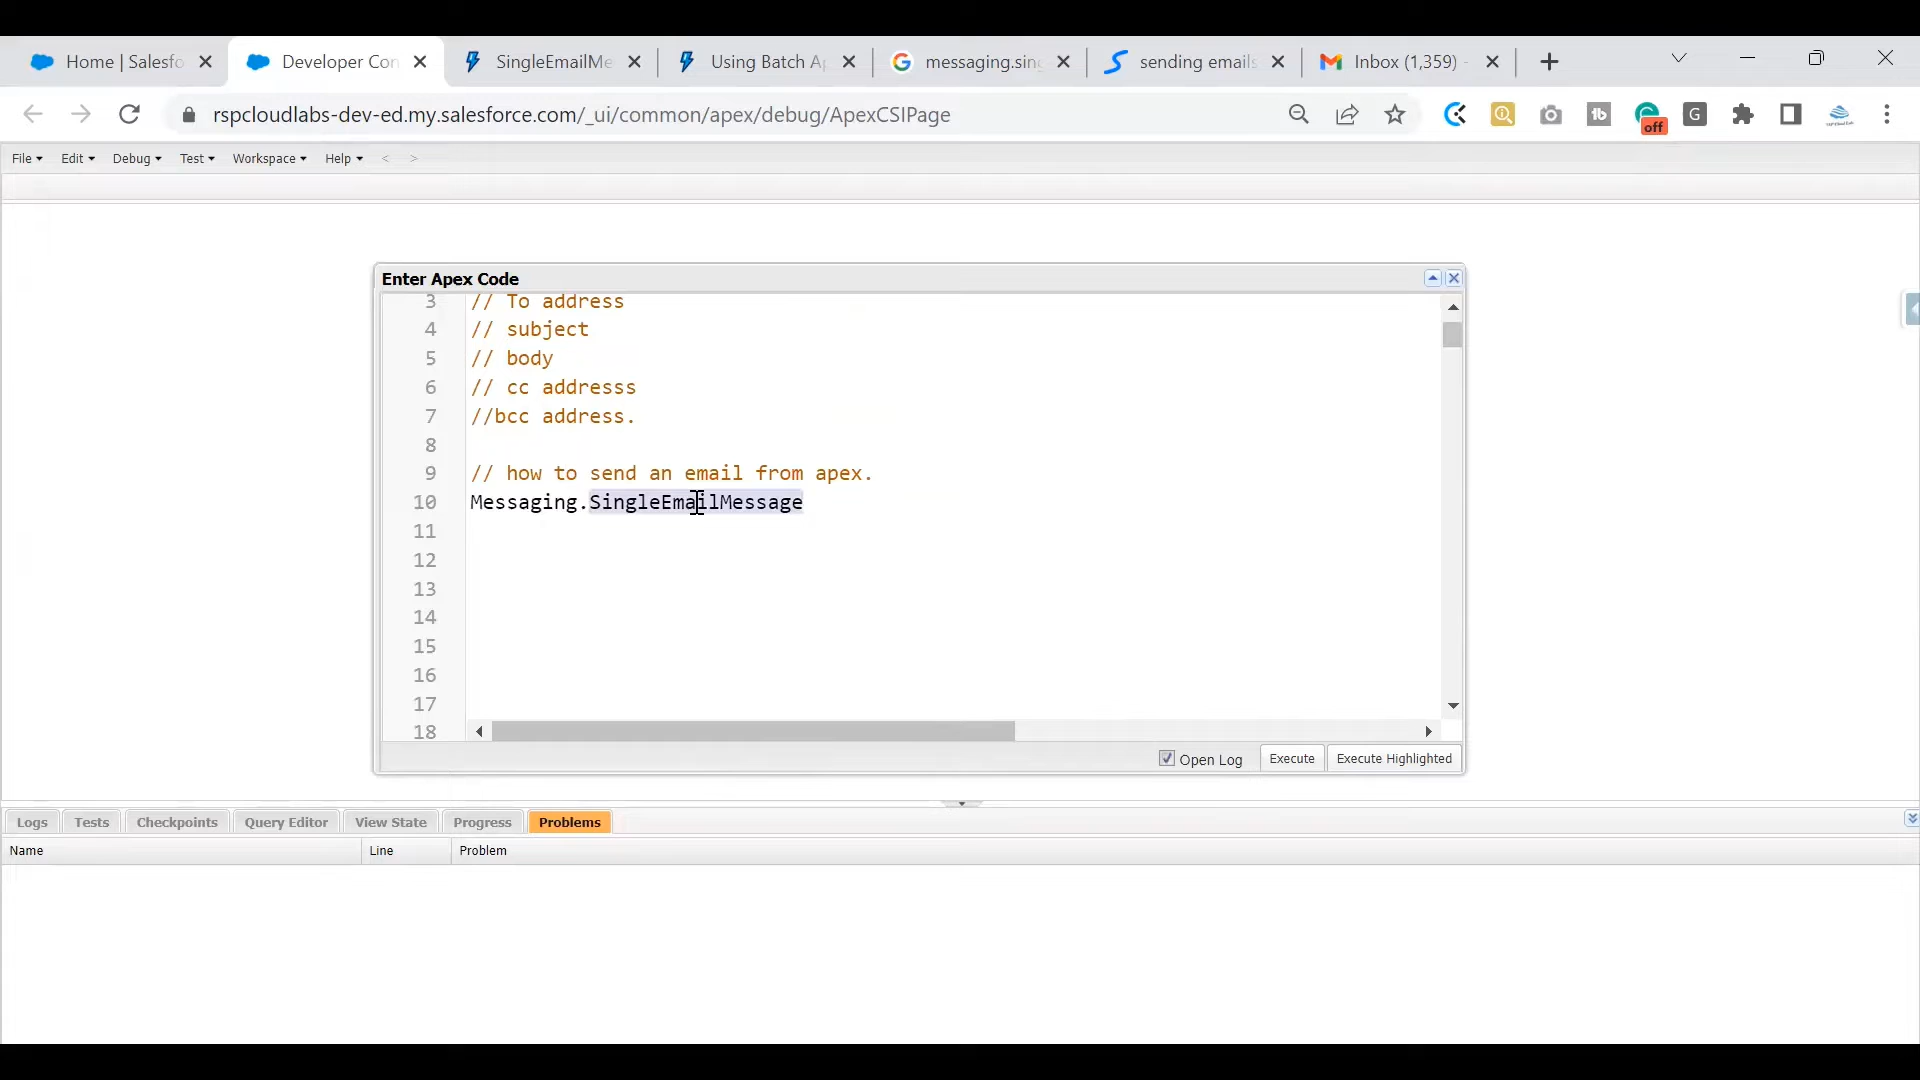 Home | Salesfo
Developer Con
SingleEmailMe
Using Batch Ap
messaging.sing
sending emails
Inbox (1,359) -
rspcloudlabs-dev-ed.my.salesforce.com/_ui/common/apex/debug/ApexCSIPage
off
File Edit Debug Test Workspace Help < >
Enter Apex Code
3 // To address
4 // subject
5 // body
6 // cc addresss
7 //bcc address.
8
9 // how to send an email from apex.
10 Messaging.SingleEmailMessage
11
12
13
14
15
16
17
18
Open Log Execute Execute Highlighted
Logs Tests Checkpoints Query Editor View State Progress Problems
Name Line Problem